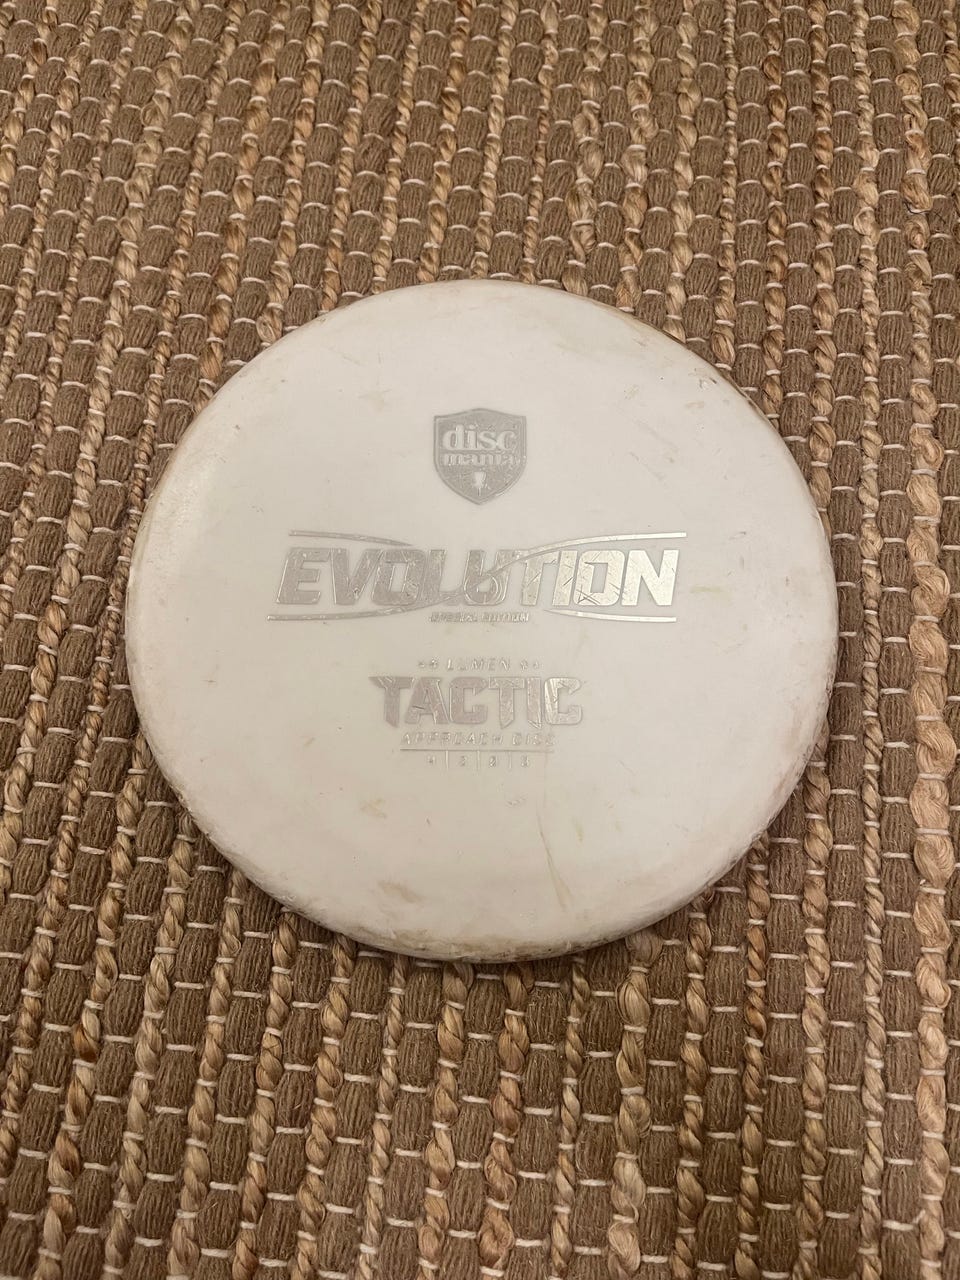 disc
mania
EVOLUTION
SPECIAL EDITION
LUMEN
TACTIC
APPROACH DISC
4 | 2 | 0 | 3